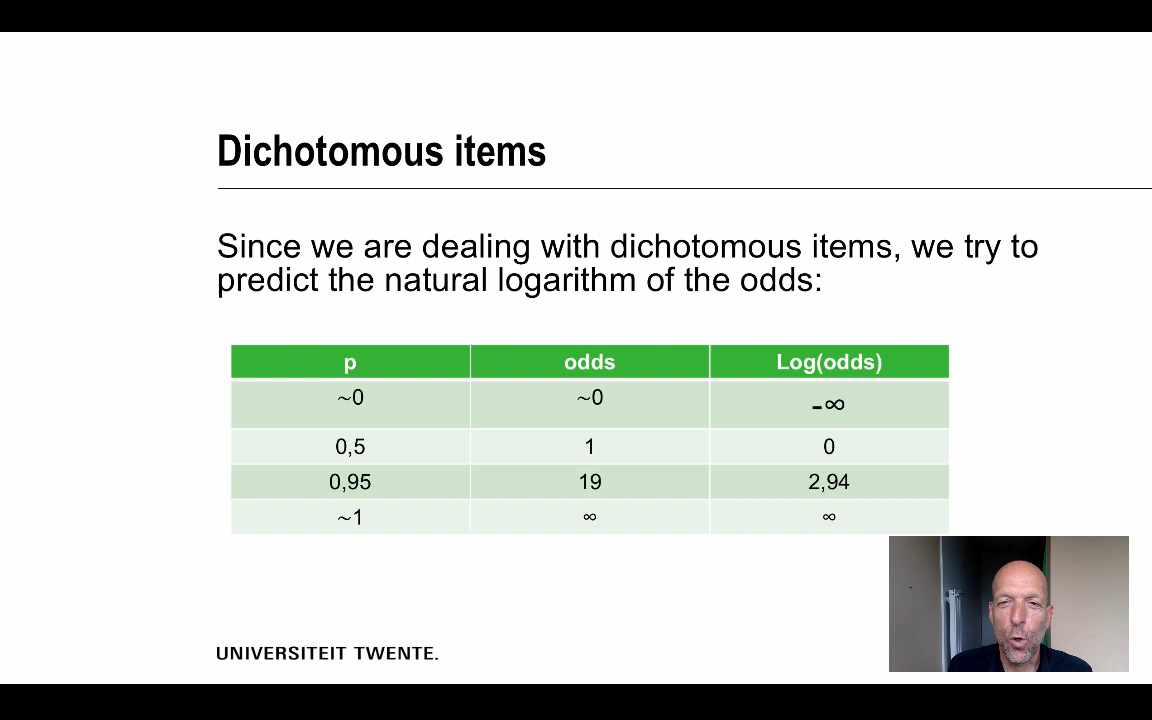 Dichotomous items
Since we are dealing with dichotomous items, we try to
predict the natural logarithm of the odds:
p odds Log(odds)
~0 ~0 -∞
0,5 1 0
0,95 19 2,94
~1 ∞ ∞
UNIVERSITEIT TWENTE.